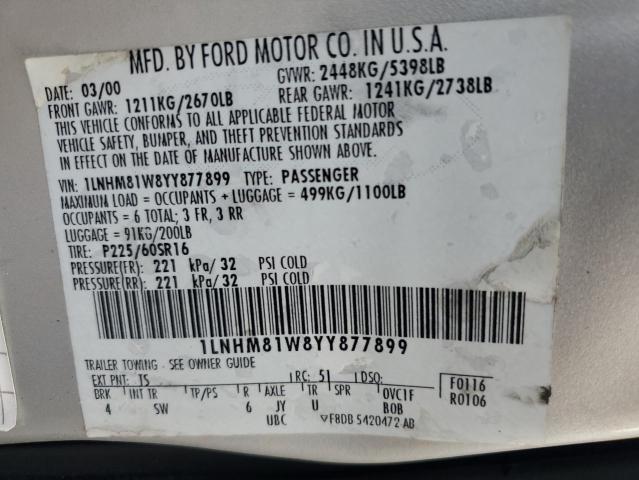 MFD. BY FORD MOTOR CO. IN U.S.A.
DATE: 03/00 GVWR: 2448KG/5398LB
FRONT GAWR: 1211KG/2670LB REAR GAWR: 1241KG/2738LB
THIS VEHICLE CONFORMS TO ALL APPLICABLE FEDERAL MOTOR
VEHICLE SAFETY, BUMPER, AND THEFT PREVENTION STANDARDS
IN EFFECT ON THE DATE OF MANUFACTURE SHOWN ABOVE.
VIN: 1LNHM81W8YY877899 TYPE: PASSENGER
MAXIMUM LOAD = OCCUPANTS + LUGGAGE = 499KG/1100LB
OCCUPANTS = 6 TOTAL; 3 FR, 3 RR
LUGGAGE = 91KG/200LB
TIRE: P225/60SR16
PRESSURE(FR): 221 kPa/32 PSI COLD
PRESSURE(RR): 221 kPa/32 PSI COLD
1LNHM81W8YY877899
TRAILER TOWING - SEE OWNER GUIDE
EXT PNT: TS RC: 51 DSO: F0116
BRK INT TR TP/PS R AXLE TR SPR OVC1F R0106
4 SW 6 JY U BOB
UBC ▽F8DB 5420472 AB